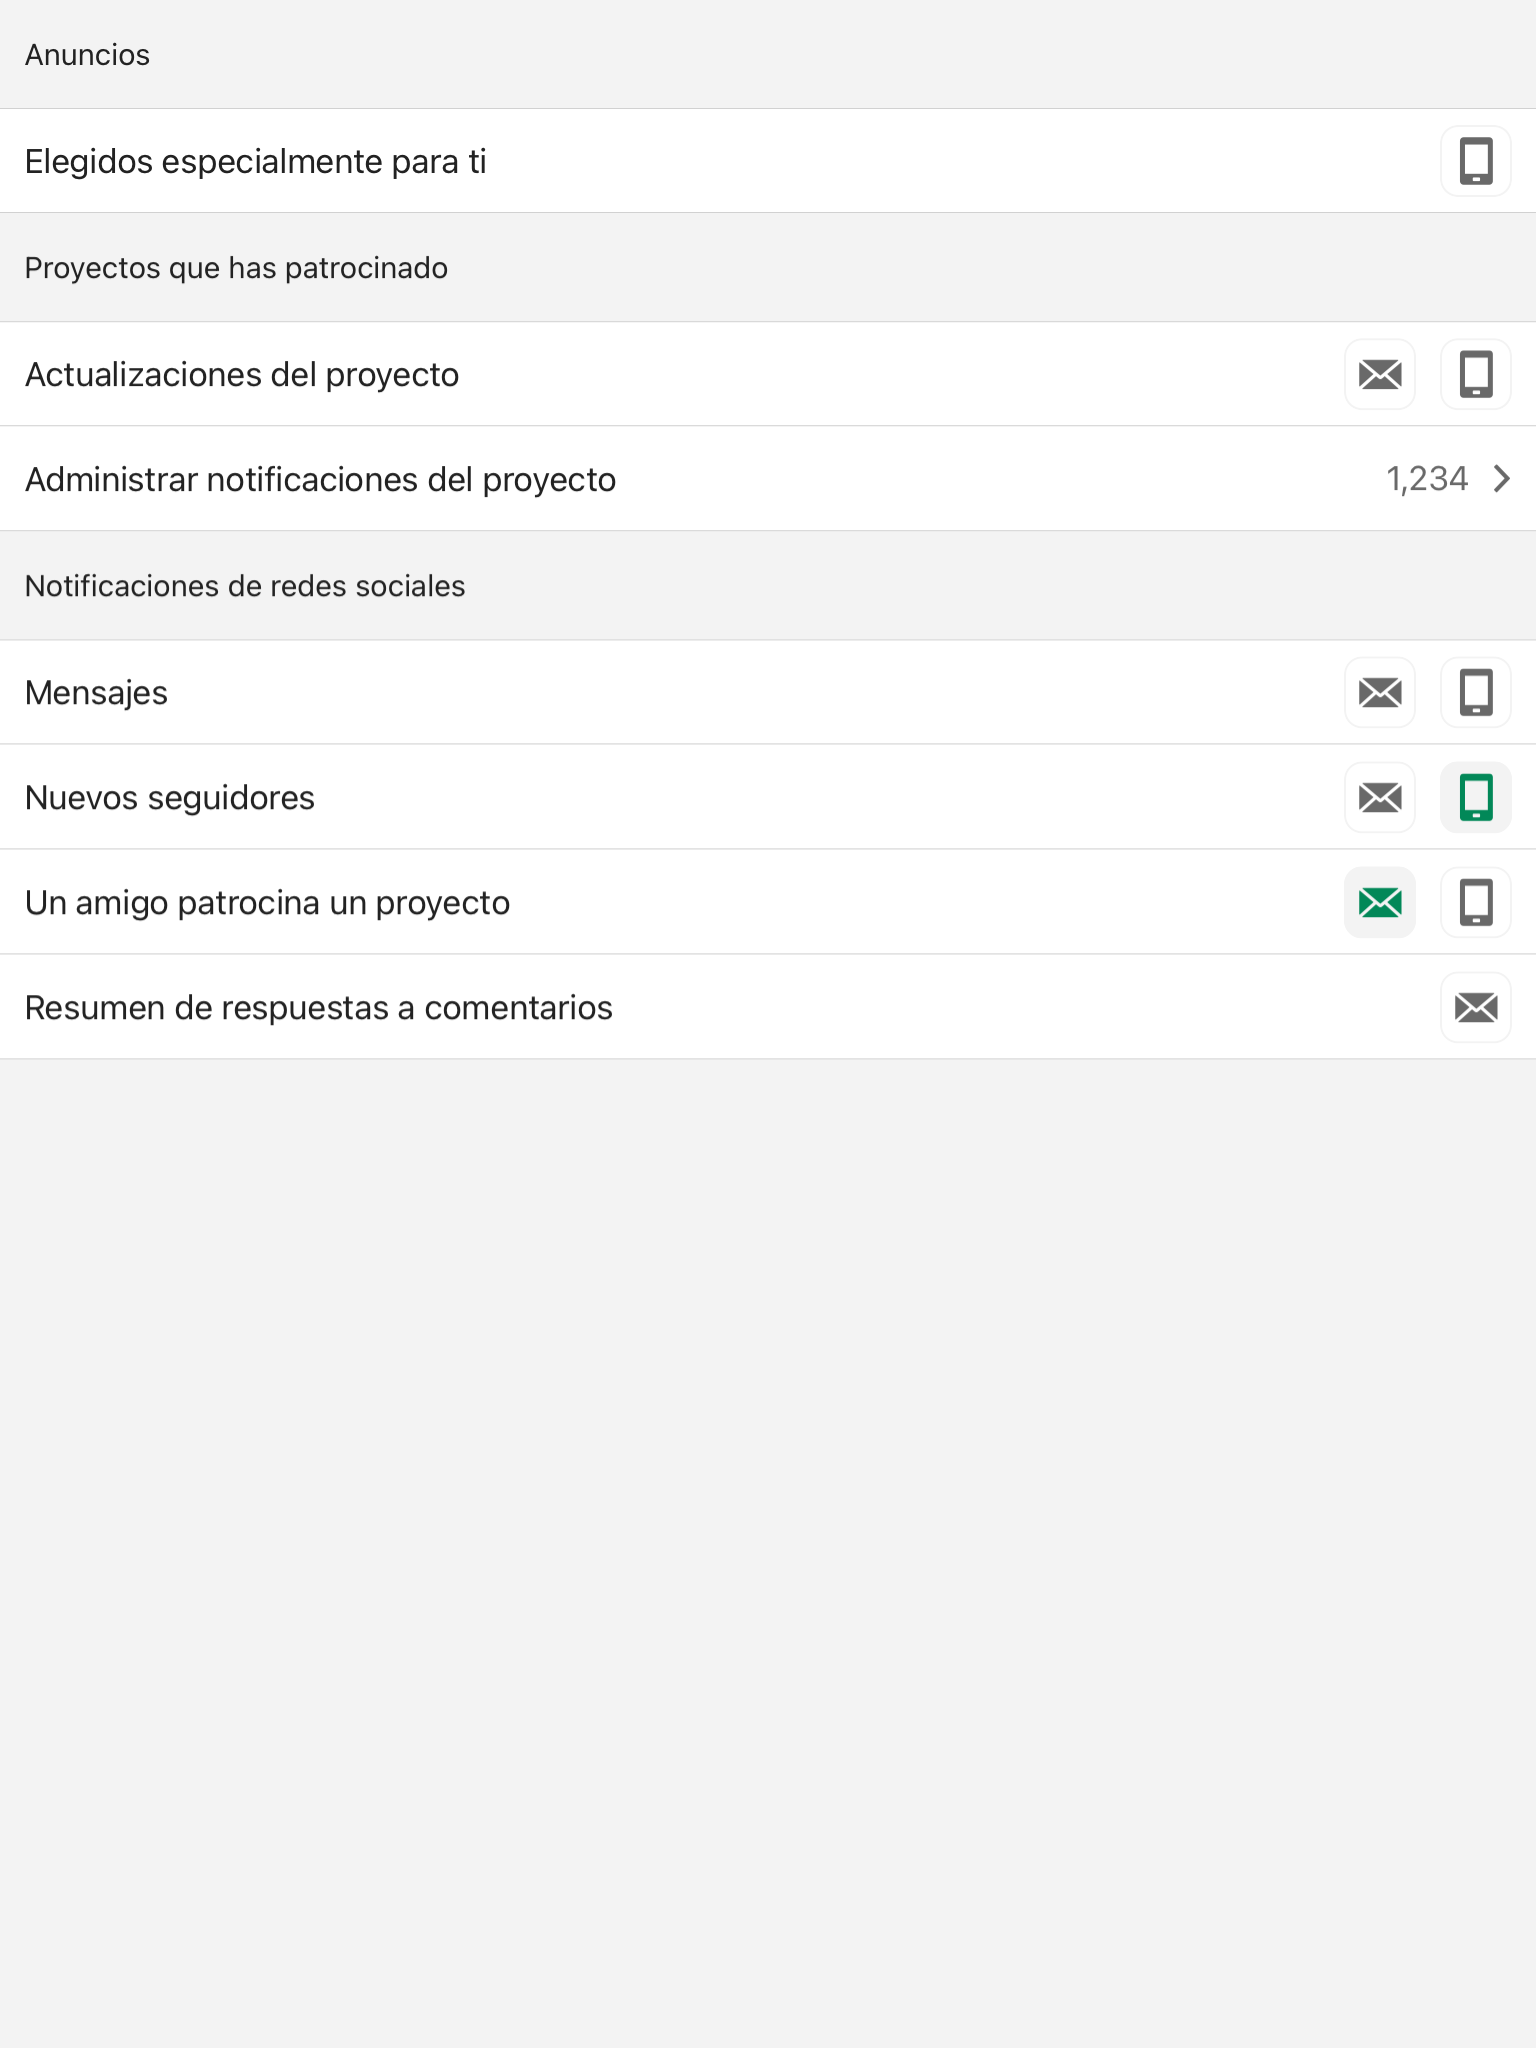 Anuncios
Elegidos especialmente para ti
Proyectos que has patrocinado
Actualizaciones del proyecto
Administrar notificaciones del proyecto 1,234
Notificaciones de redes sociales
Mensajes
Nuevos seguidores
Un amigo patrocina un proyecto
Resumen de respuestas a comentarios